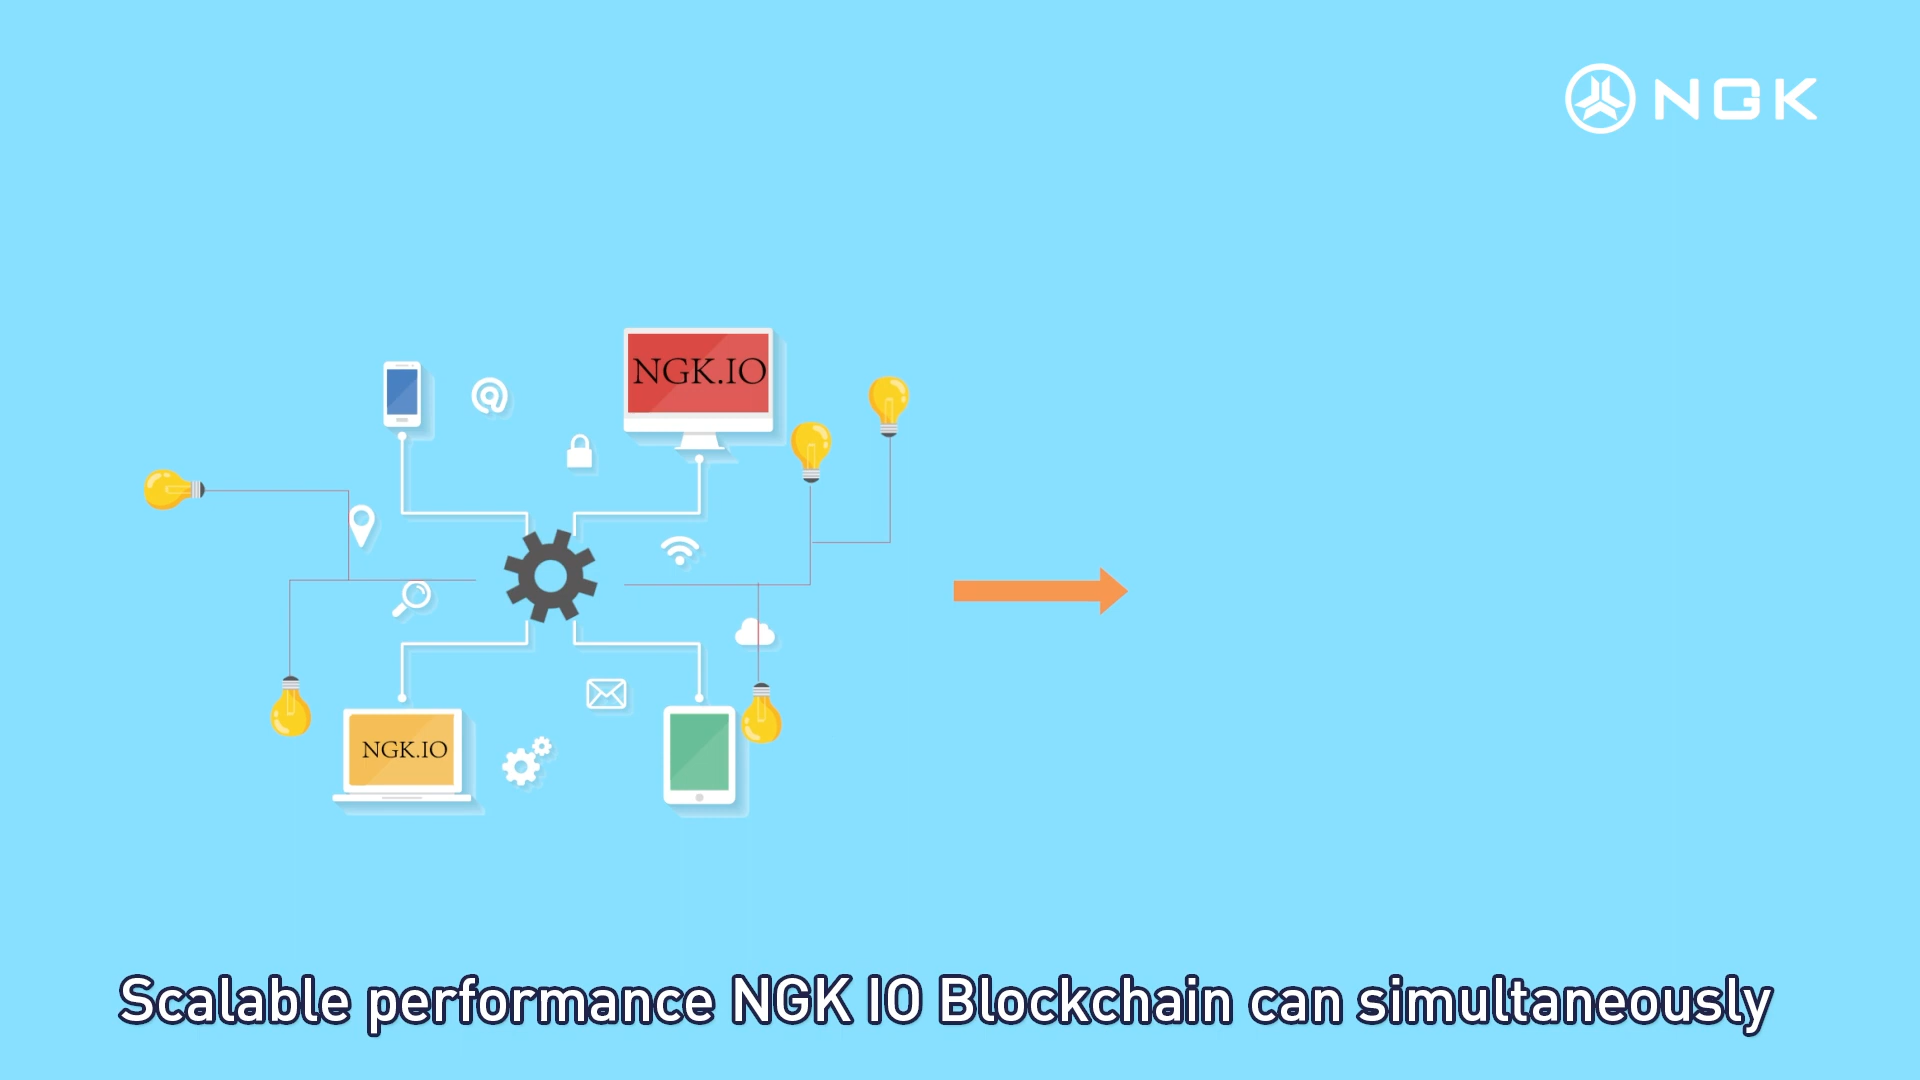 NGK
NGK.IO
NGK.IO
Scalable performance NGK IO Blockchain can simultaneously